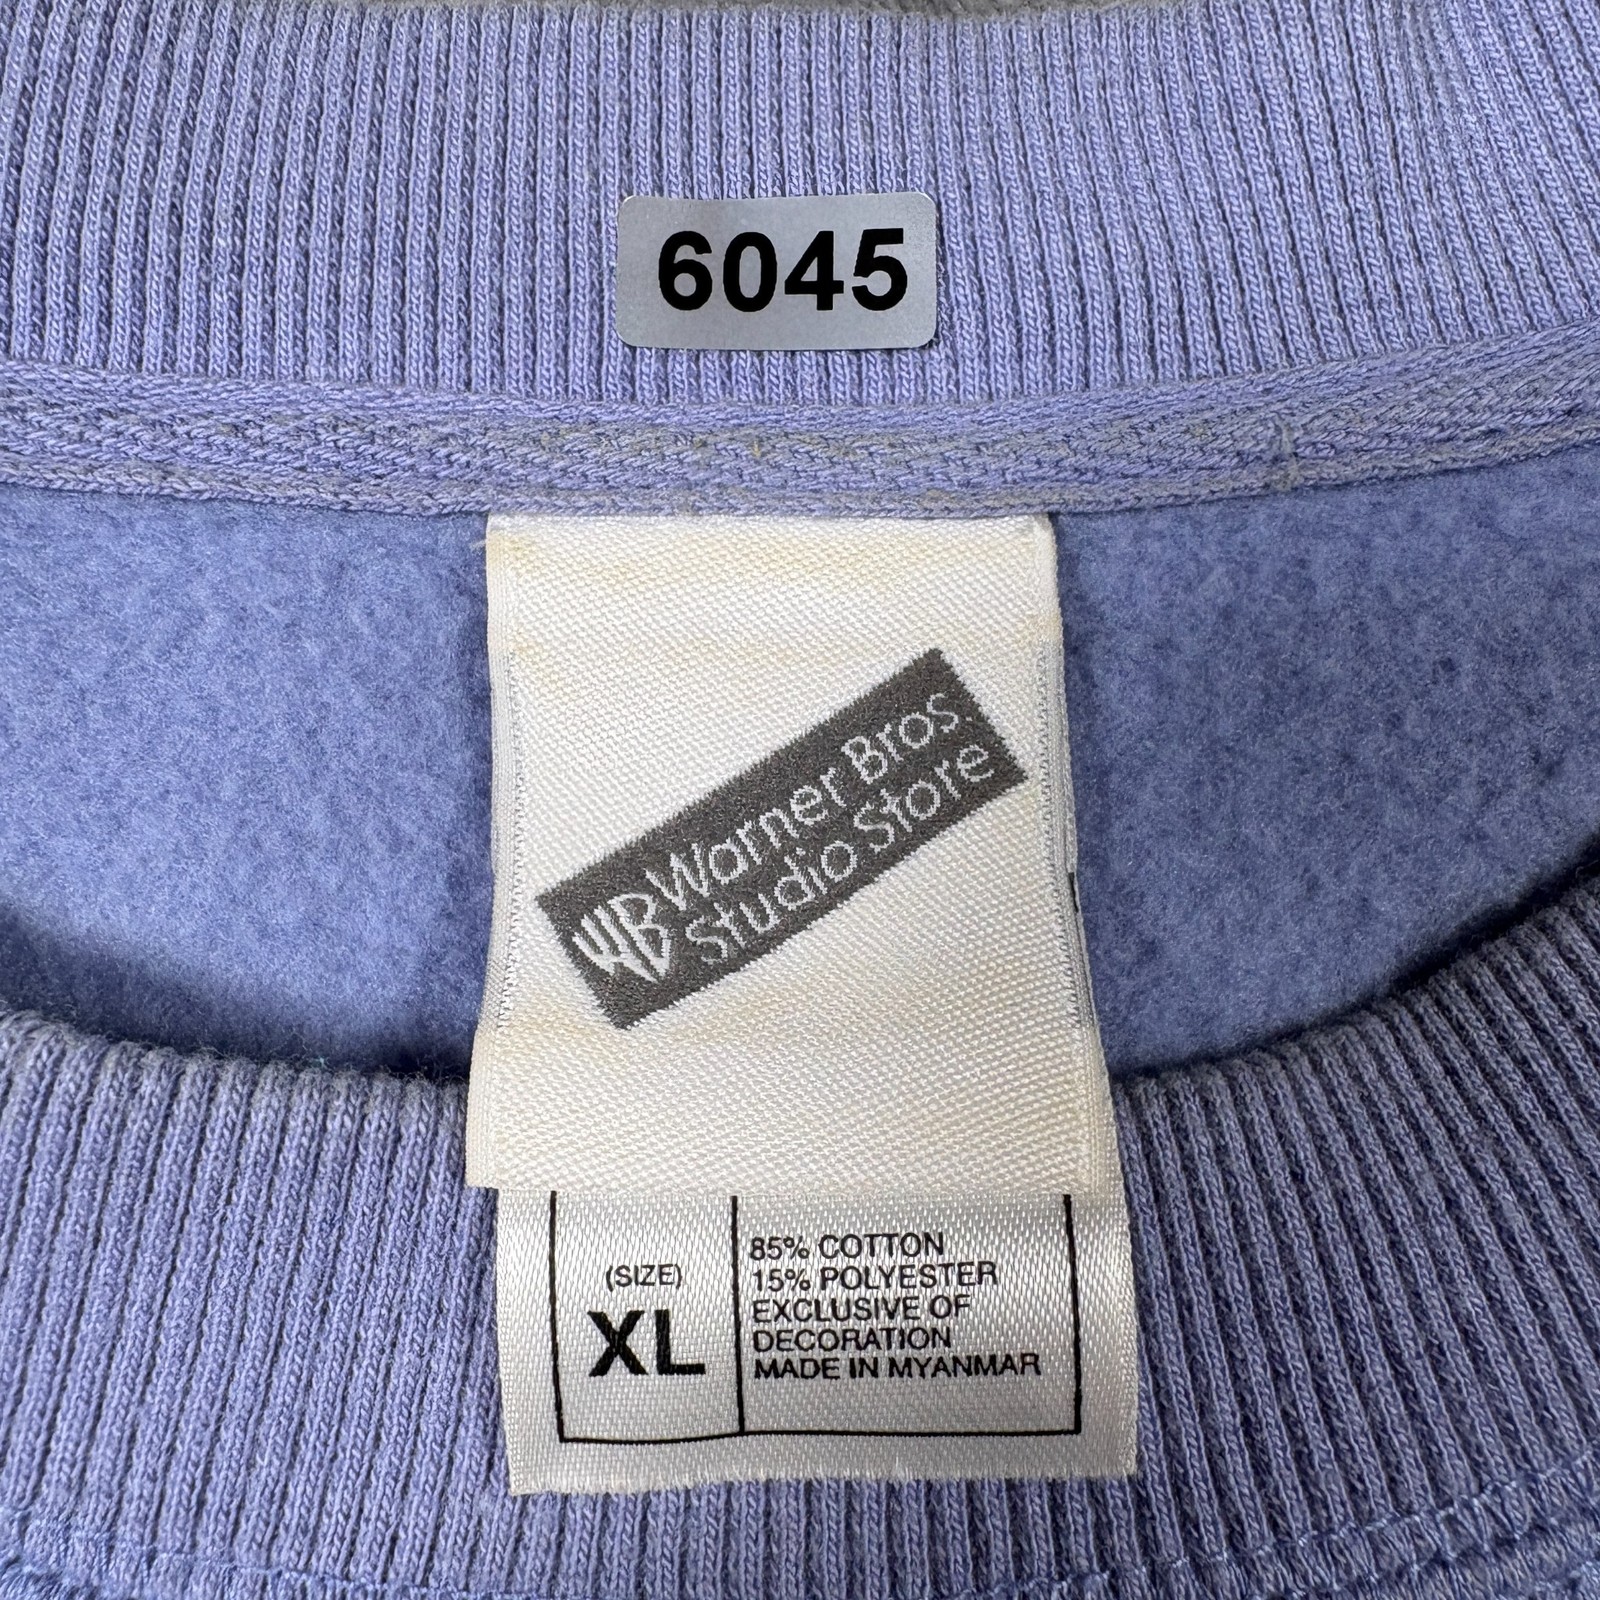 6045
WB Warner Bros.
Studio Store
(SIZE)
XL
85% COTTON
15% POLYESTER
EXCLUSIVE OF
DECORATION
MADE IN MYANMAR